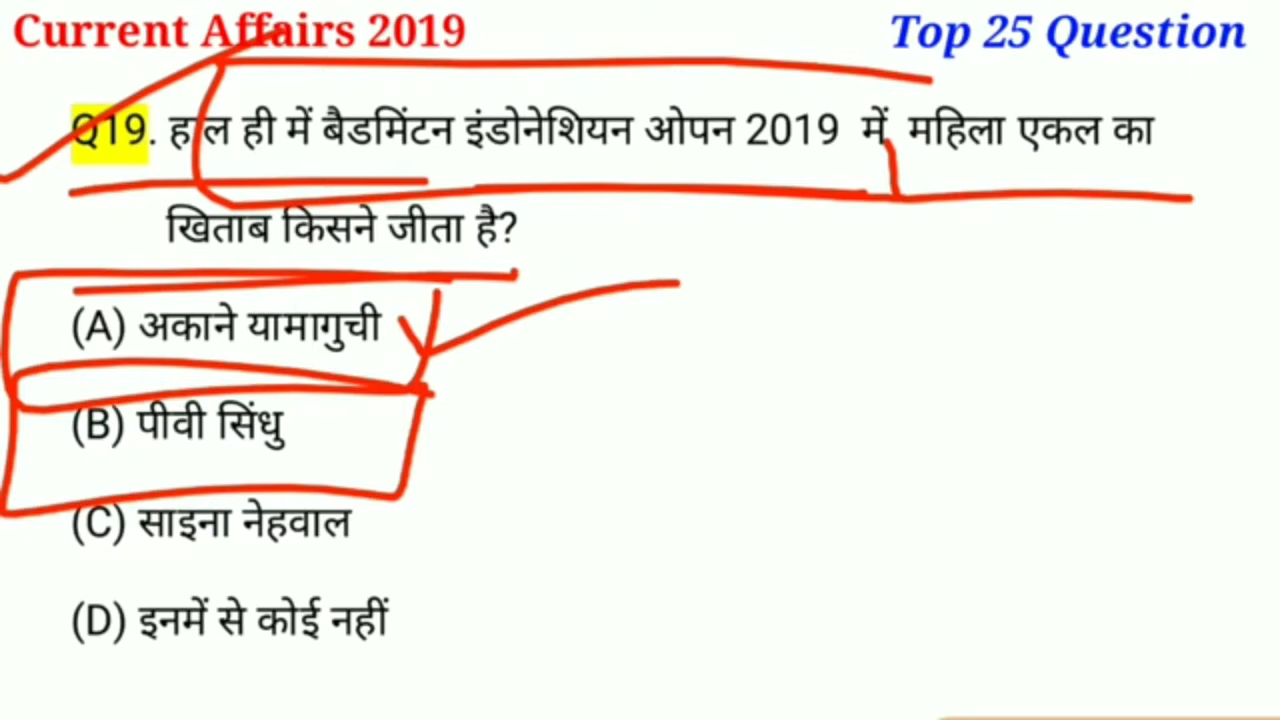 Current Affairs 2019 Top 25 Question
Q19. हाल ही में बैडमिंटन इंडोनेशियन ओपन 2019 में महिला एकल का
खिताब किसने जीता है?
(A) अकाने यामागुची
(B) पीवी सिंधु
(C) साइना नेहवाल
(D) इनमें से कोई नहीं